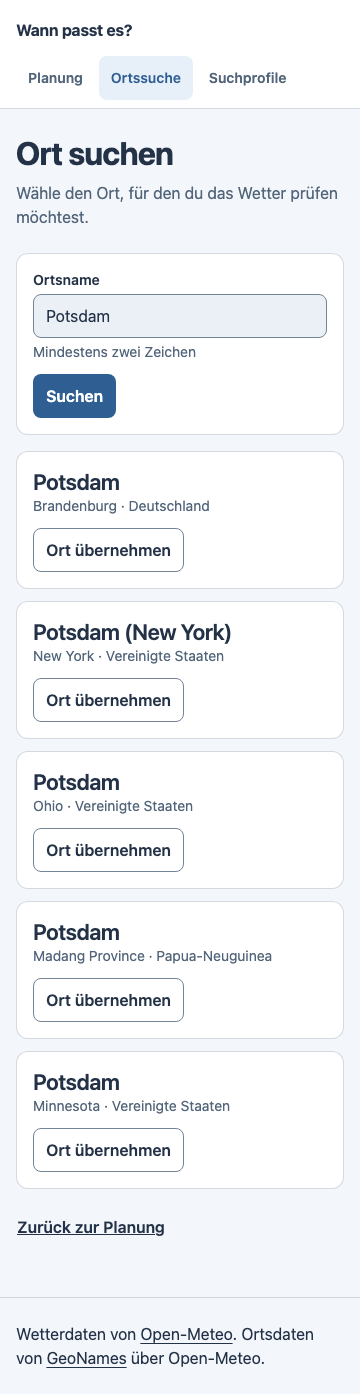 Wann passt es?
Planung Ortssuche Suchprofile
Ort suchen
Wähle den Ort, für den du das Wetter prüfen
möchtest.
Ortsname
Potsdam
Mindestens zwei Zeichen
Suchen
Potsdam
Brandenburg · Deutschland
Ort übernehmen
Potsdam (New York)
New York · Vereinigte Staaten
Ort übernehmen
Potsdam
Ohio · Vereinigte Staaten
Ort übernehmen
Potsdam
Madang Province · Papua-Neuguinea
Ort übernehmen
Potsdam
Minnesota · Vereinigte Staaten
Ort übernehmen
Zurück zur Planung
Wetterdaten von Open-Meteo. Ortsdaten
von GeoNames über Open-Meteo.